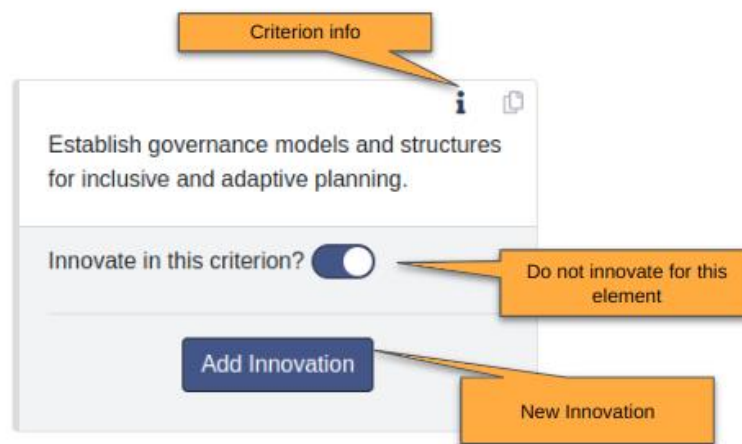 Criterion info
Establish governance models and structures
for inclusive and adaptive planning.
Innovate in this criterion?
Do not innovate for this
element
Add Innovation
New Innovation